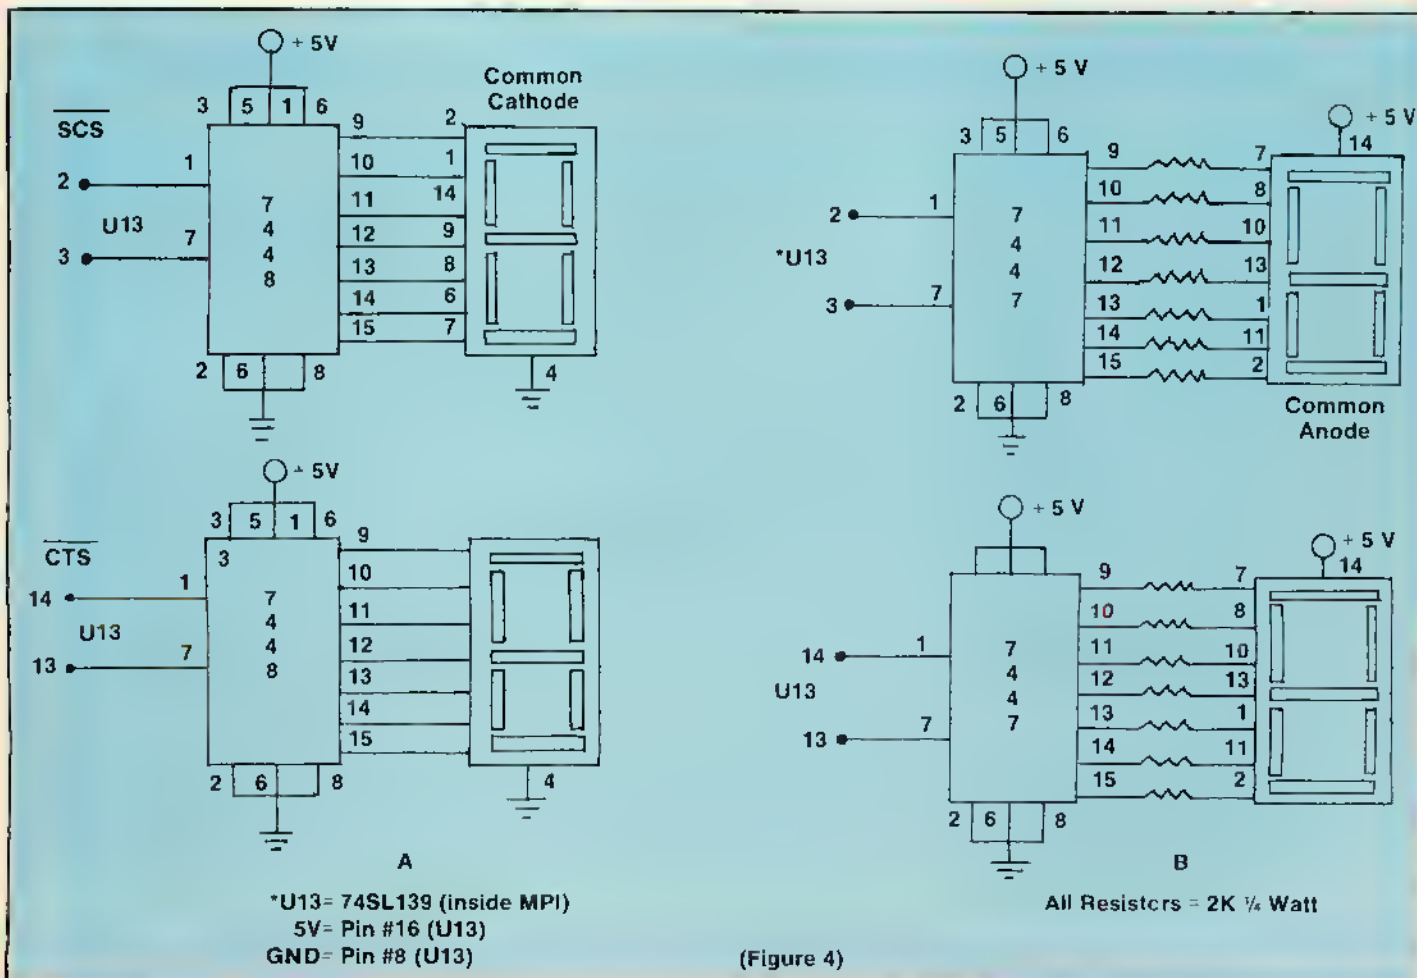 + 5V
3 5 1 6
SCS
2
1
U13
3
7
7
4
4
8
9
10
11
12
13
14
15
Common
Cathode
2
1
14
9
8
6
7
2 6 8
4
+ 5 V
3 5 6
2
1
*U13
3
7
7
4
4
7
9
10
11
12
13
14
15
+ 5 V
14
7
8
10
13
1
11
2
2 6 8
Common
Anode
+ 5V
3 5 1 6
3
CTS
14
1
U13
13
7
7
4
4
8
9
10
11
12
13
14
15
2 6 8
4
A
+ 5 V
14
1
U13
13
7
7
4
4
7
9
10
11
12
13
14
15
+ 5 V
14
7
8
10
13
1
11
2
2 6 8
B
*U13= 74SL139 (inside MPI)
5V= Pin #16 (U13)
GND= Pin #8 (U13)
All Resistors = 2K ¼ Watt
(Figure 4)